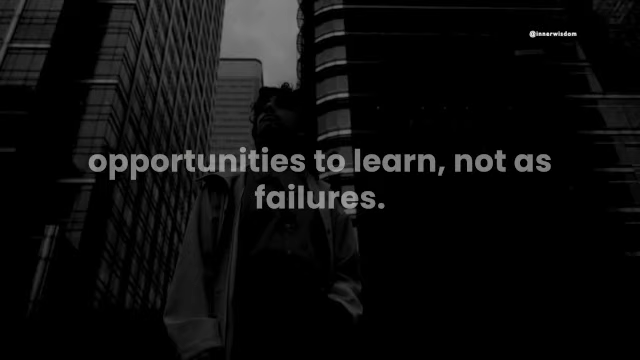 @innerwisdom
opportunities to learn, not as
failures.